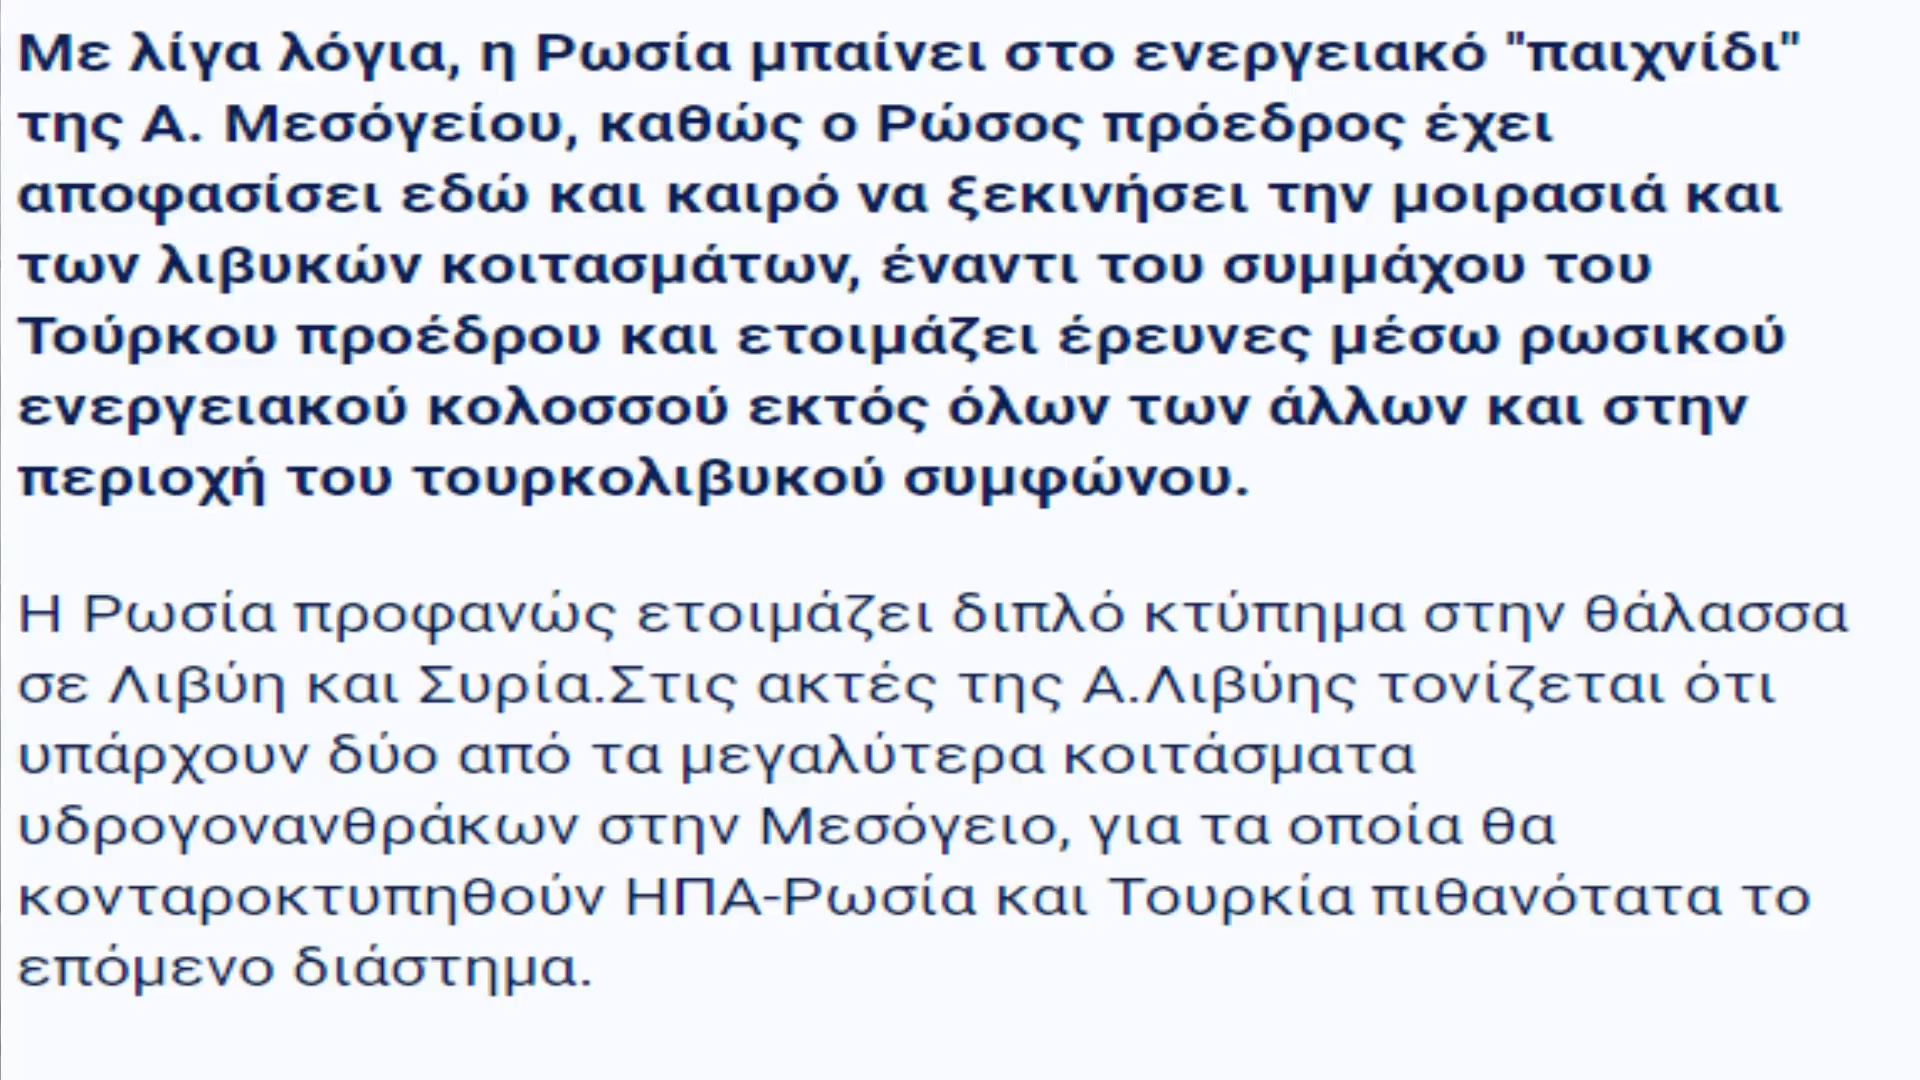 Με λίγα λόγια, η Ρωσία μπαίνει στο ενεργειακό "παιχνίδι"
της Α. Μεσόγείου, καθώς ο Ρώσος πρόεδρος έχει
αποφασίσει εδώ και καιρό να ξεκινήσει την μοιρασιά και
των λιβυκών κοιτασμάτων, έναντι του συμμάχου του
Τούρκου προέδρου και ετοιμάζει έρευνες μέσω ρωσικού
ενεργειακού κολοσσού εκτός όλων των άλλων και στην
περιοχή του τουρκολιβυκού συμφώνου.
Η Ρωσία προφανώς ετοιμάζει διπλό κτύπημα στην θάλασσα
σε Λιβύη και Συρία.Στις ακτές της Α.Λιβύης τονίζεται ότι
υπάρχουν δύο από τα μεγαλύτερα κοιτάσματα
υδρογονανθράκων στην Μεσόγειο, για τα οποία θα
κονταροκτυπηθούν ΗΠΑ-Ρωσία και Τουρκία πιθανότατα το
επόμενο διάστημα.